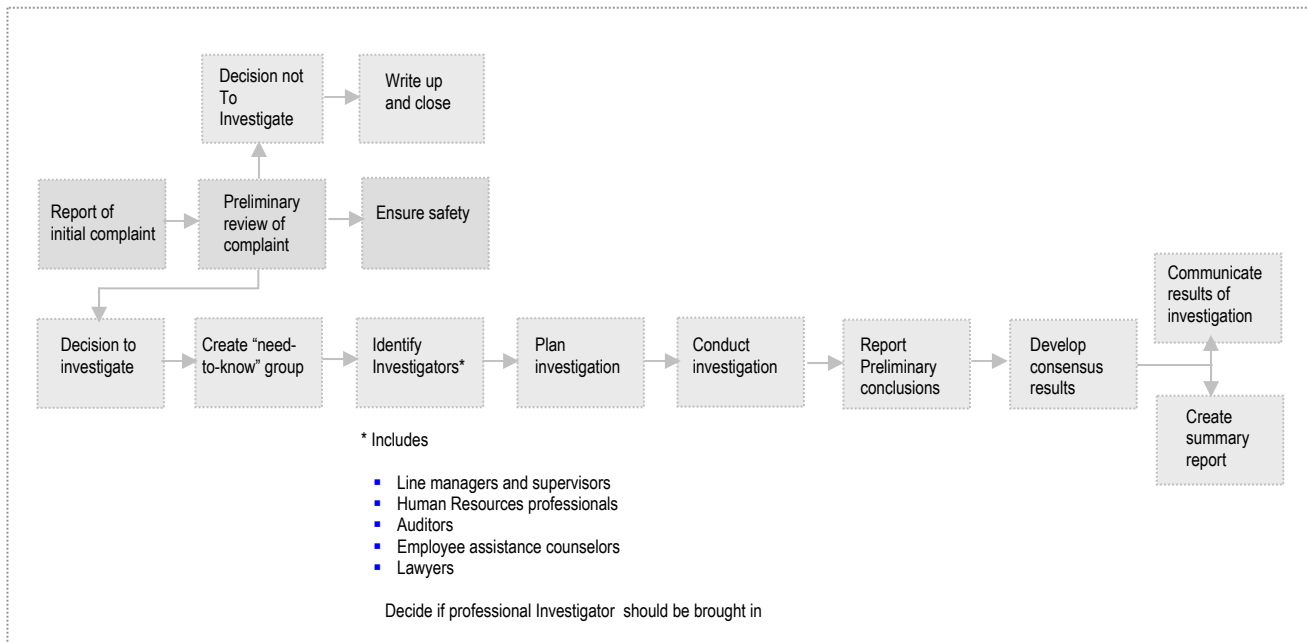 Decision not
To
Investigate
Write up
and close
Report of
initial complaint
Preliminary
review of
complaint
Ensure safety
Decision to
investigate
Create “need-
to-know” group
Identify
Investigators*
Plan
investigation
Conduct
investigation
Report
Preliminary
conclusions
Develop
consensus
results
Communicate
results of
investigation
Create
summary
report
* Includes
Line managers and supervisors
Human Resources professionals
Auditors
Employee assistance counselors
Lawyers
Decide if professional Investigator should be brought in